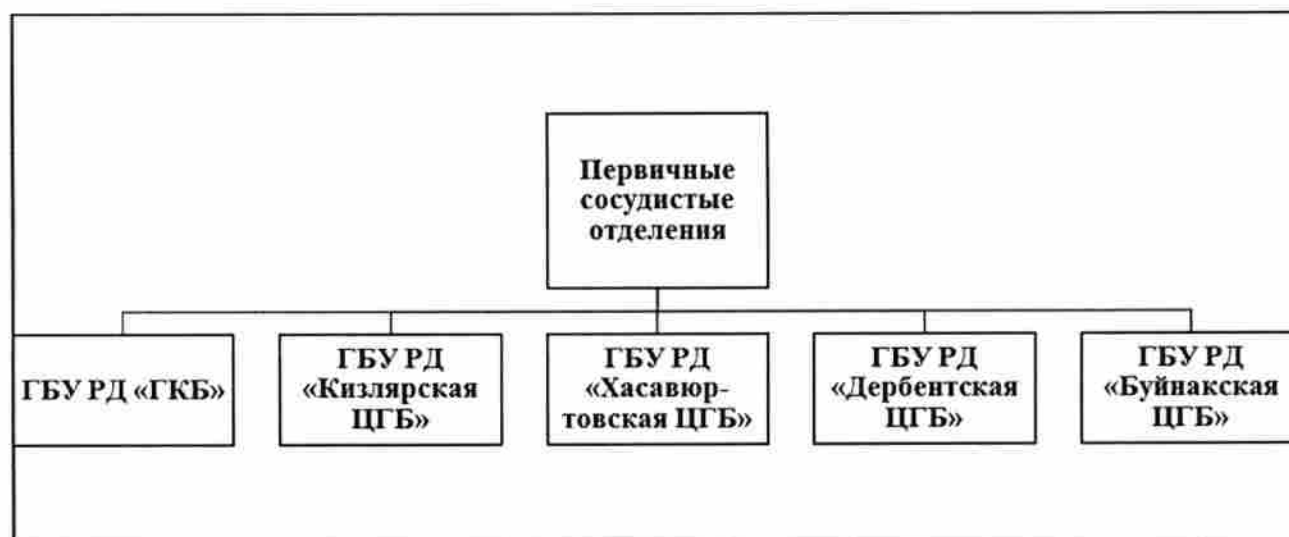 Первичные
сосудистые
отделения
ГБУ РД «ГКБ»
ГБУ РД
«Кизлярская
ЦГБ»
ГБУ РД
«Хасавюр-
товская ЦГБ»
ГБУ РД
«Дербентская
ЦГБ»
ГБУ РД
«Буйнакская
ЦГБ»